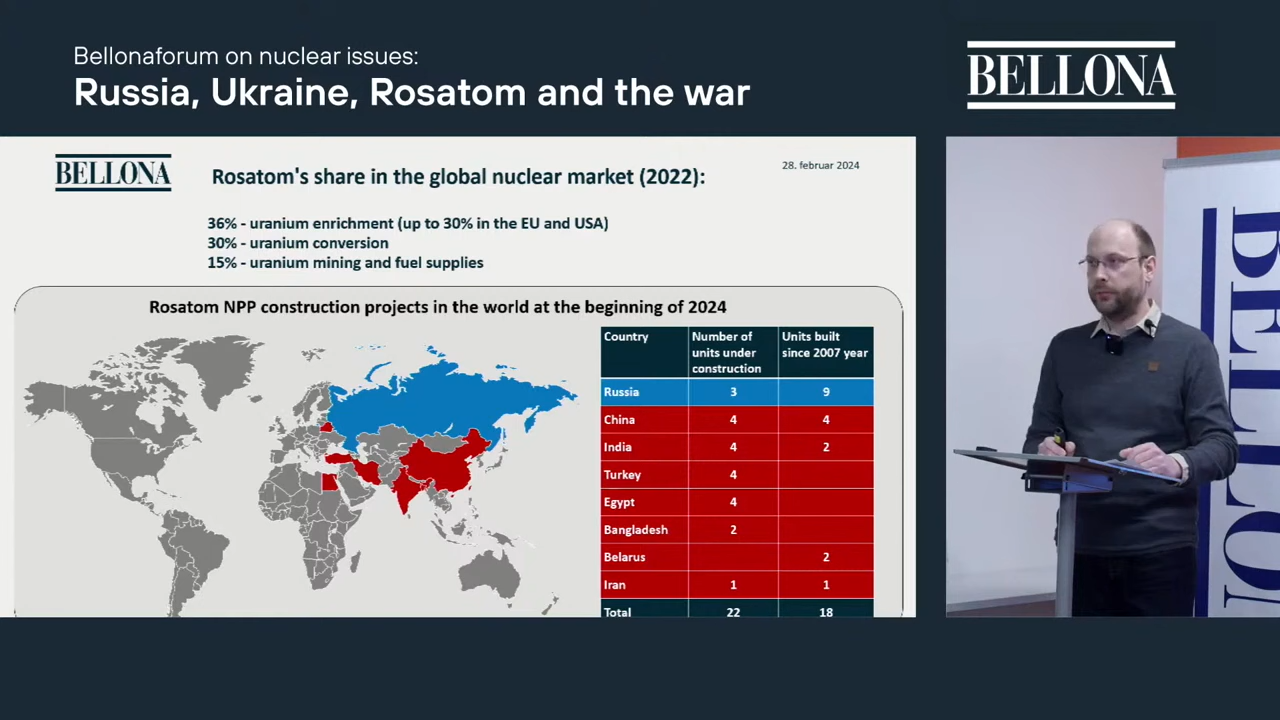 Bellonaforum on nuclear issues:
Russia, Ukraine, Rosatom and the war
BELLONA
BELLONA
Rosatom's share in the global nuclear market (2022):
28. februar 2024
36% - uranium enrichment (up to 30% in the EU and USA)
30% - uranium conversion
15% - uranium mining and fuel supplies
Rosatom NPP construction projects in the world at the beginning of 2024
Country Number of units under construction Units built since 2007 year
Russia 3 9
China 4 4
India 4 2
Turkey 4
Egypt 4
Bangladesh 2
Belarus 2
Iran 1 1
Total 22 18
BELLON